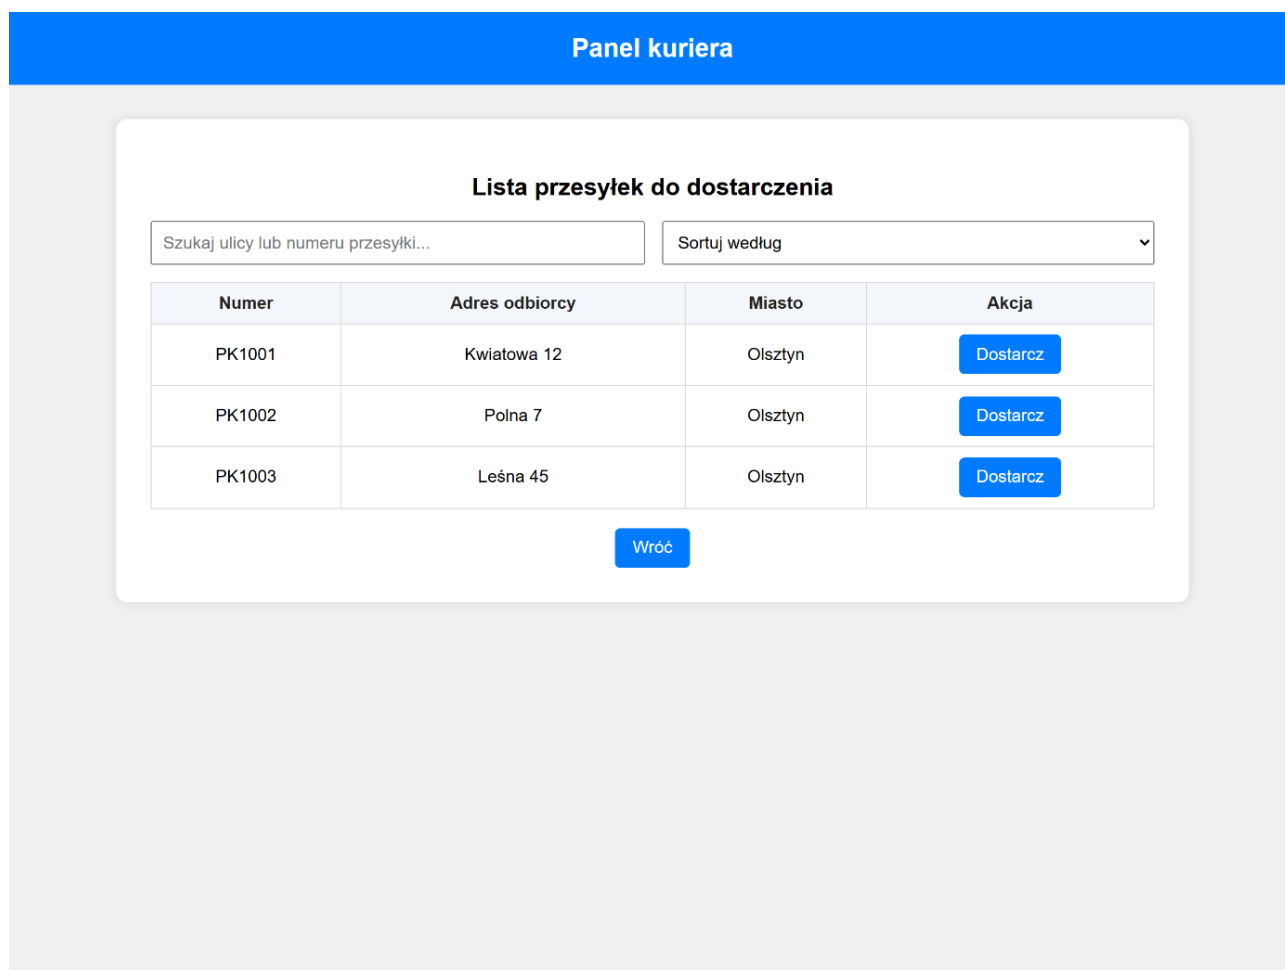 Panel kuriera
Lista przesyłek do dostarczenia
Szukaj ulicy lub numeru przesyłki... Sortuj według
Numer Adres odbiorcy Miasto Akcja
PK1001 Kwiatowa 12 Olsztyn Dostarcz
PK1002 Polna 7 Olsztyn Dostarcz
PK1003 Leśna 45 Olsztyn Dostarcz
Wróć